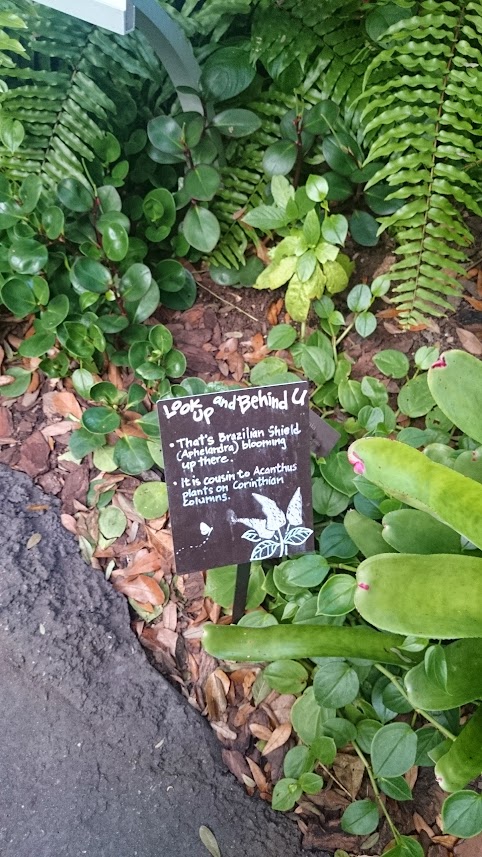 Look up and Behind U
• That's Brazilian Shield
(Aphelandra) blooming
up there.
• It is cousin to Acanthus
plants on Corinthian
Columns.